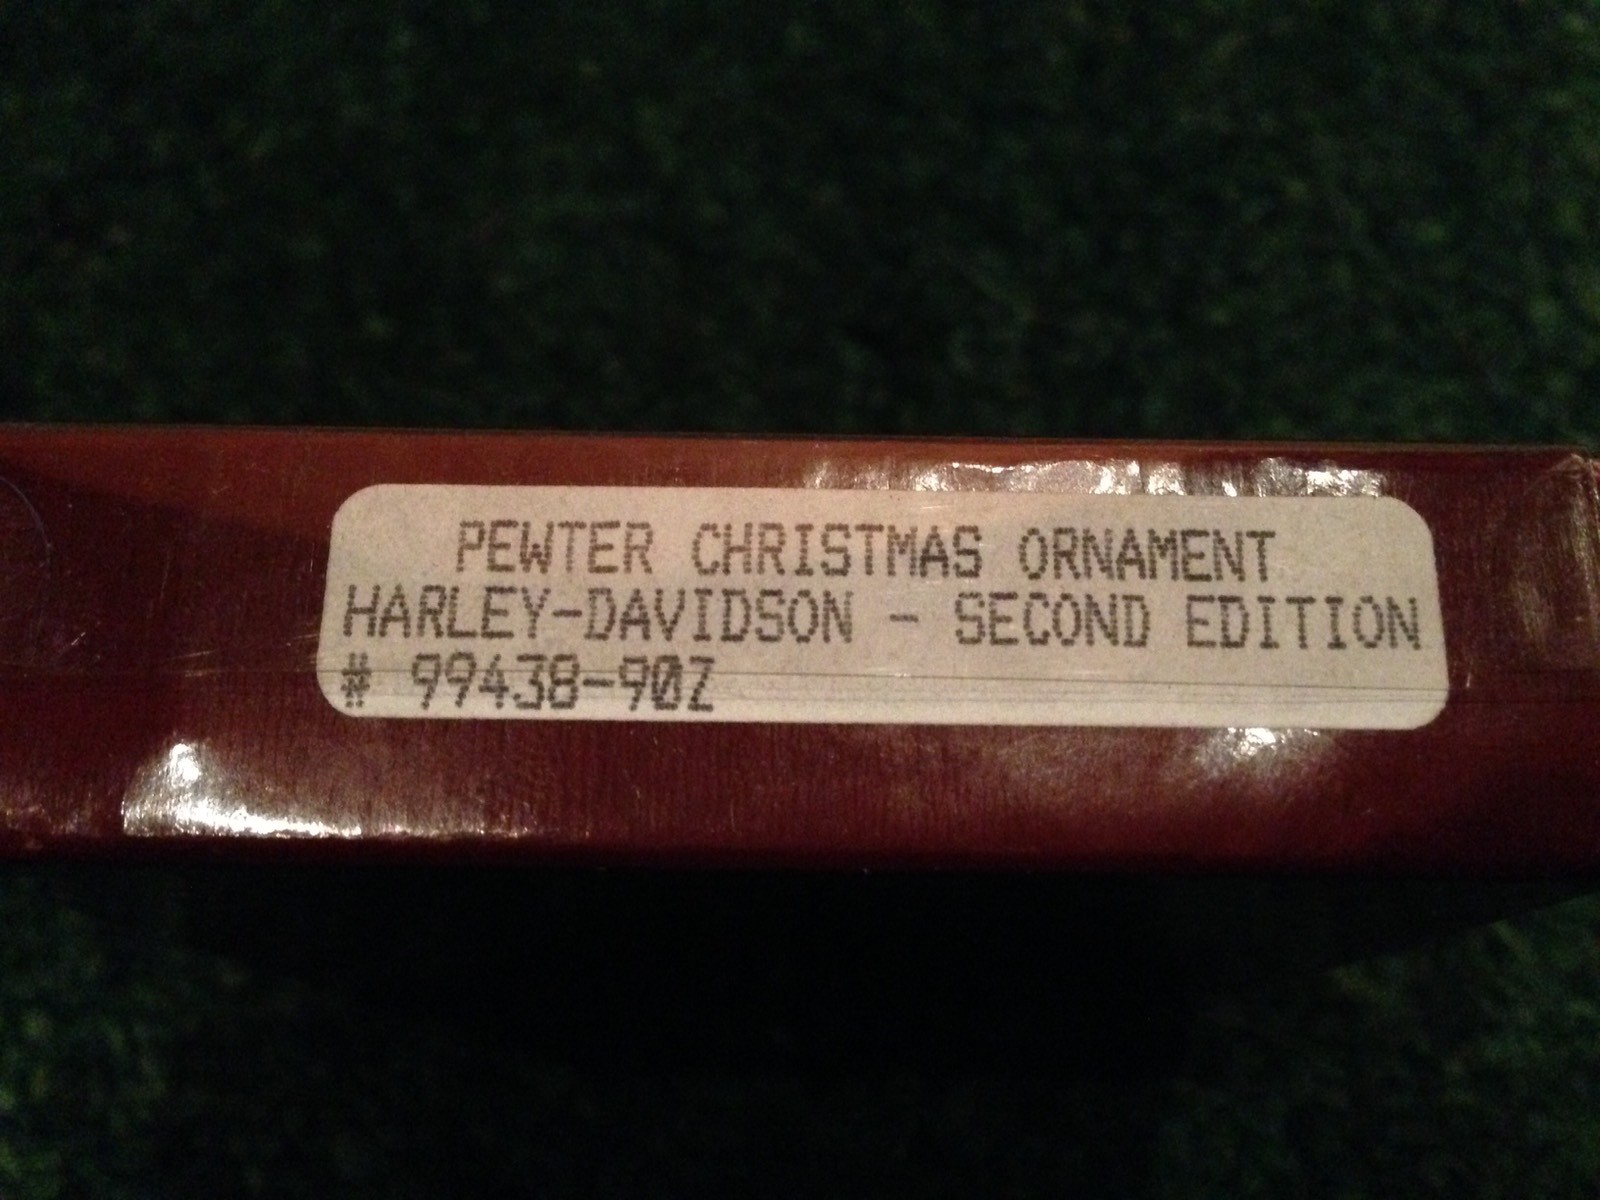 PEWTER CHRISTMAS ORNAMENT
HARLEY-DAVIDSON - SECOND EDITION
# 99438-90Z